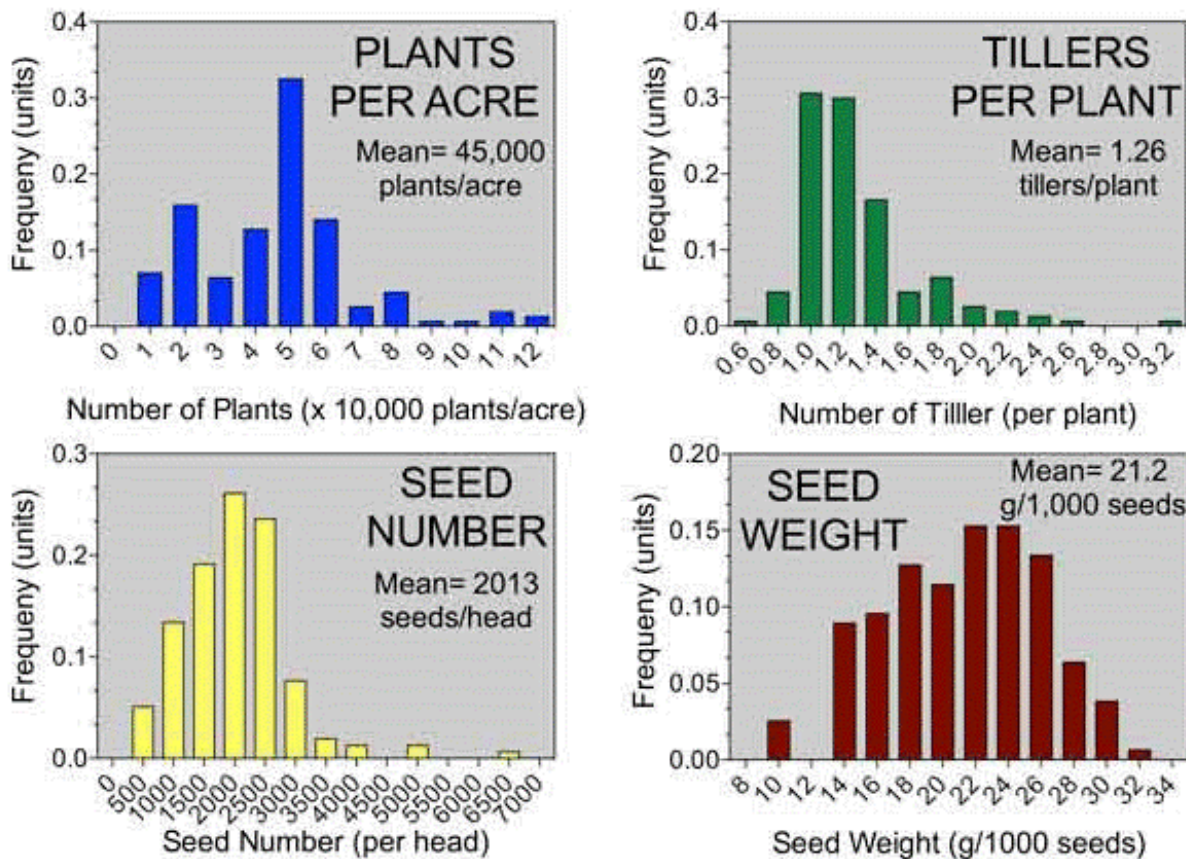 PLANTS
PER ACRE
Mean= 45,000
plants/acre
Frequeny (units)
0.4
0.3
0.2
0.1
0.0
0 1 2 3 4 5 6 7 8 9 10 11 12
Number of Plants (x 10,000 plants/acre)
TILLERS
PER PLANT
Mean= 1.26
tillers/plant
Frequeny (units)
0.4
0.3
0.2
0.1
0.0
0.6 0.8 1.0 1.2 1.4 1.6 1.8 2.0 2.2 2.4 2.6 2.8 3.0 3.2
Number of Tilller (per plant)
SEED
NUMBER
Mean= 2013
seeds/head
Frequeny (units)
0.3
0.2
0.1
0.0
0 500 1000 1500 2000 2500 3000 3500 4000 4500 5000 5500 6000 6500 7000
Seed Number (per head)
SEED
WEIGHT
Mean= 21.2
g/1,000 seeds
Frequeny (units)
0.20
0.15
0.10
0.05
0.00
8 10 12 14 16 18 20 22 24 26 28 30 32 34
Seed Weight (g/1000 seeds)